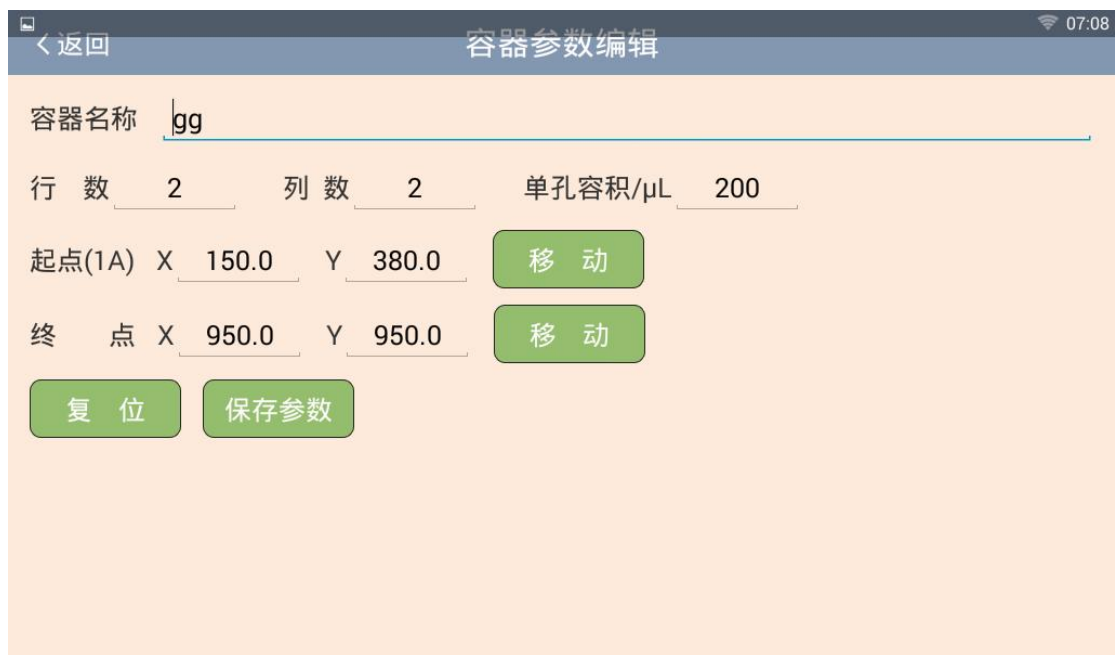 07:08
返回 容器参数编辑
容器名称 gg
行 数 2 列 数 2 单孔容积/μL 200
起点(1A) X 150.0 Y 380.0 移 动
终 点 X 950.0 Y 950.0 移 动
复 位 保存参数